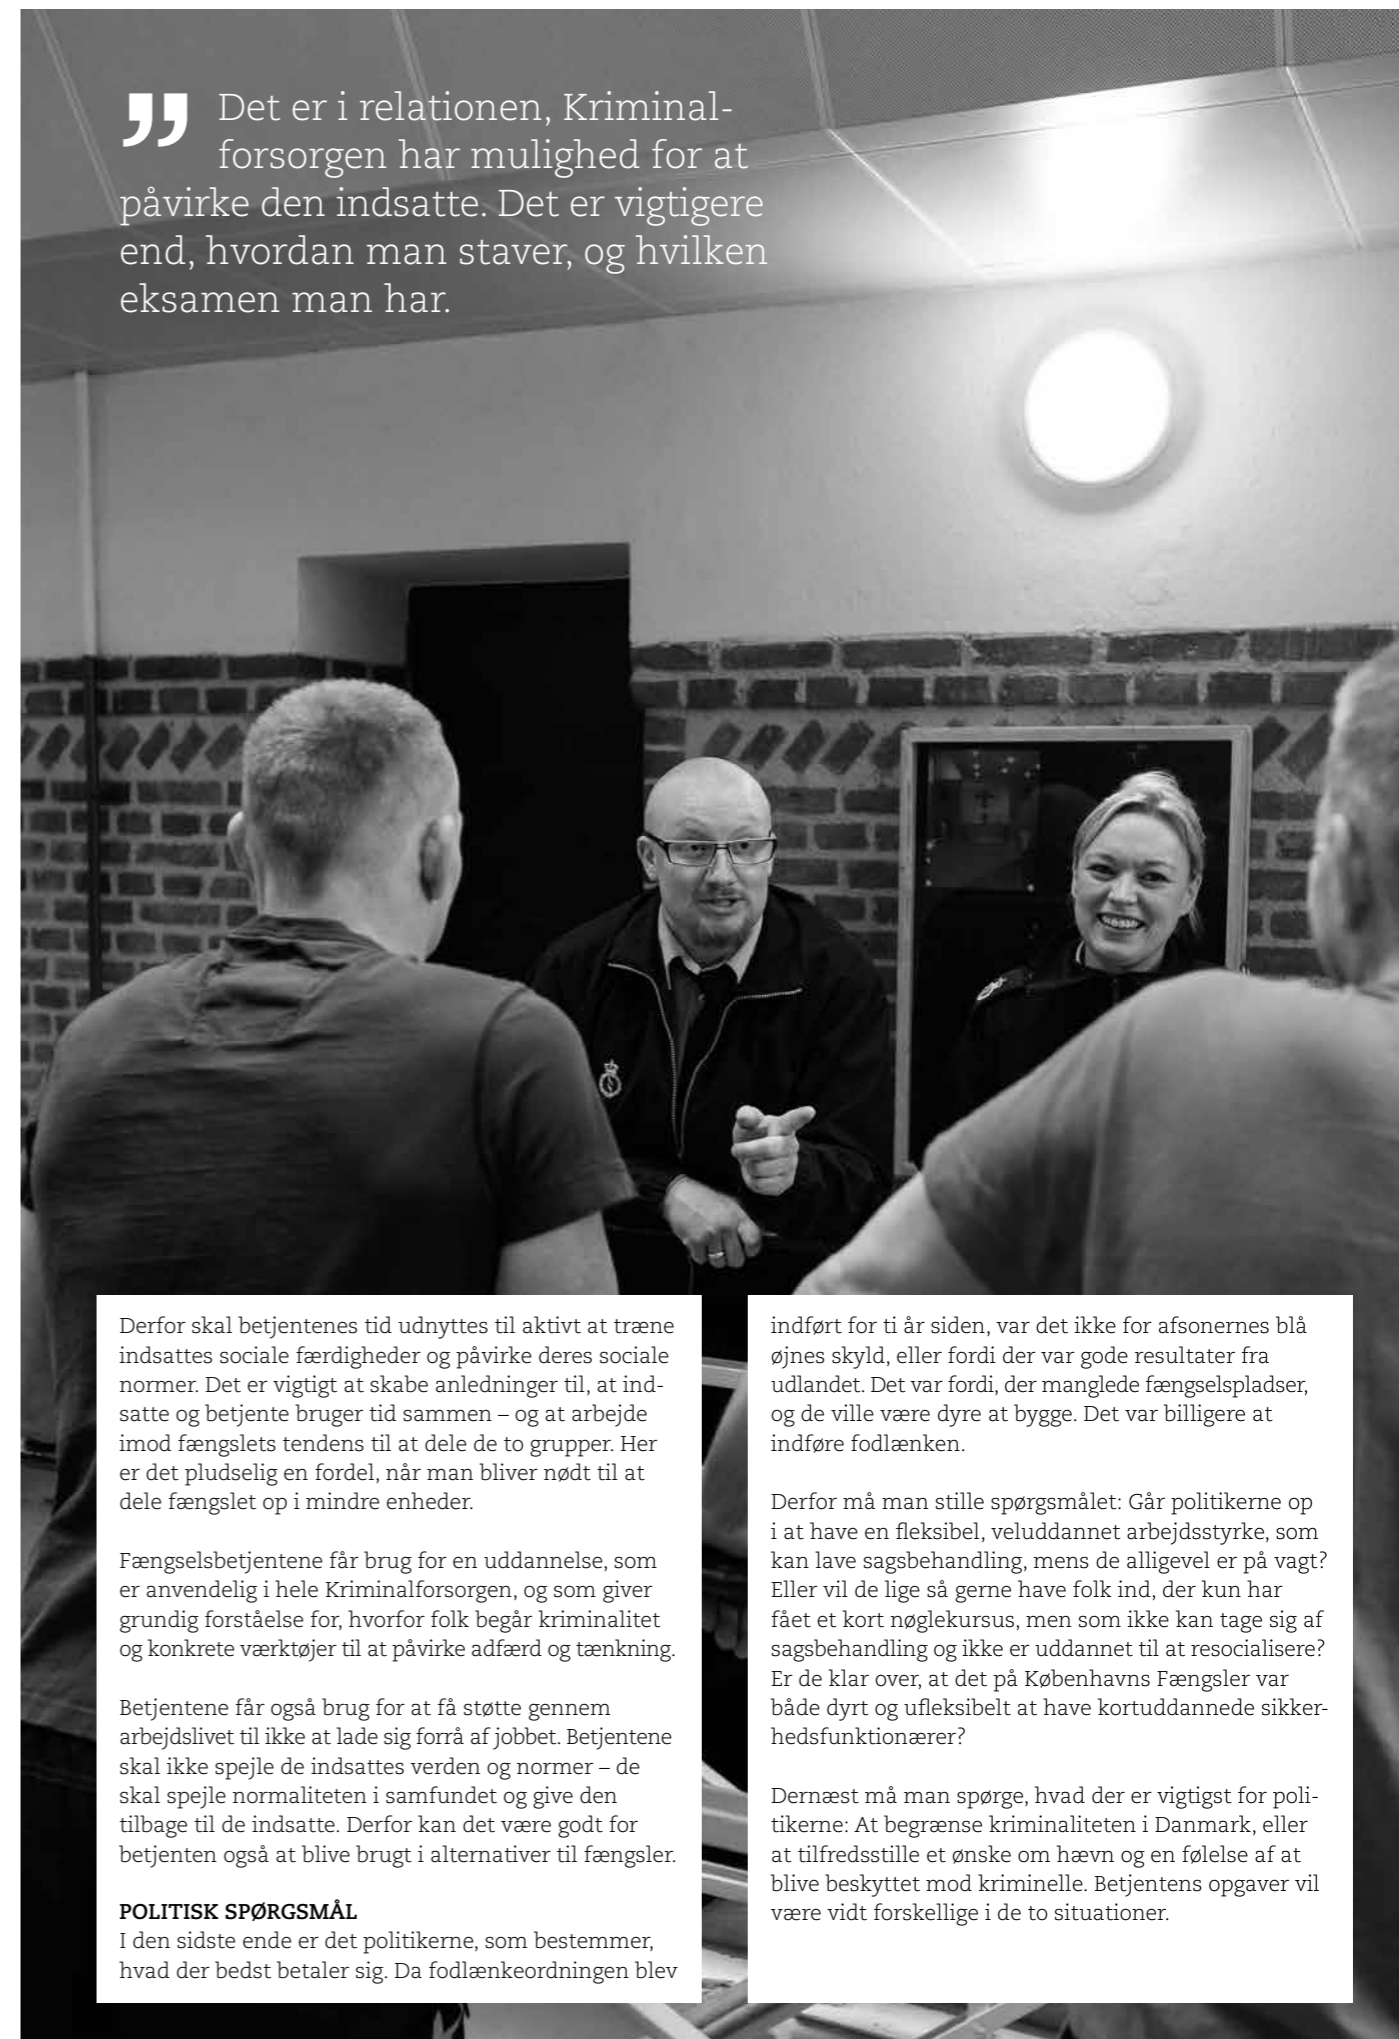 ” Det er i relationen, Kriminal-
forsorgen har mulighed for at
påvirke den indsatte. Det er vigtigere
end, hvordan man staver, og hvilken
eksamen man har.
Derfor skal betjentenes tid udnyttes til aktivt at træne
indsattes sociale færdigheder og påvirke deres sociale
normer. Det er vigtigt at skabe anledninger til, at ind-
satte og betjente bruger tid sammen – og at arbejde
imod fængslets tendens til at dele de to grupper. Her
er det pludselig en fordel, når man bliver nødt til at
dele fængslet op i mindre enheder.
Fængselsbetjentene får brug for en uddannelse, som
er anvendelig i hele Kriminalforsorgen, og som giver
grundig forståelse for, hvorfor folk begår kriminalitet
og konkrete værktøjer til at påvirke adfærd og tænkning.
Betjentene får også brug for at få støtte gennem
arbejdslivet til ikke at lade sig forrå af jobbet. Betjentene
skal ikke spejle de indsattes verden og normer – de
skal spejle normaliteten i samfundet og give den
tilbage til de indsatte. Derfor kan det være godt for
betjenten også at blive brugt i alternativer til fængsler.
POLITISK SPØRGSMÅL
I den sidste ende er det politikerne, som bestemmer,
hvad der bedst betaler sig. Da fodlænkeordningen blev
indført for ti år siden, var det ikke for afsonernes blå
øjnes skyld, eller fordi der var gode resultater fra
udlandet. Det var fordi, der manglede fængselspladser,
og de ville være dyre at bygge. Det var billigere at
indføre fodlænken.
Derfor må man stille spørgsmålet: Går politikerne op
i at have en fleksibel, veluddannet arbejdsstyrke, som
kan lave sagsbehandling, mens de alligevel er på vagt?
Eller vil de lige så gerne have folk ind, der kun har
fået et kort nøglekursus, men som ikke kan tage sig af
sagsbehandling og ikke er uddannet til at resocialisere?
Er de klar over, at det på Københavns Fængsler var
både dyrt og ufleksibelt at have kortuddannede sikker-
hedsfunktionærer?
Dernæst må man spørge, hvad der er vigtigst for poli-
tikerne: At begrænse kriminaliteten i Danmark, eller
at tilfredsstille et ønske om hævn og en følelse af at
blive beskyttet mod kriminelle. Betjentens opgaver vil
være vidt forskellige i de to situationer.